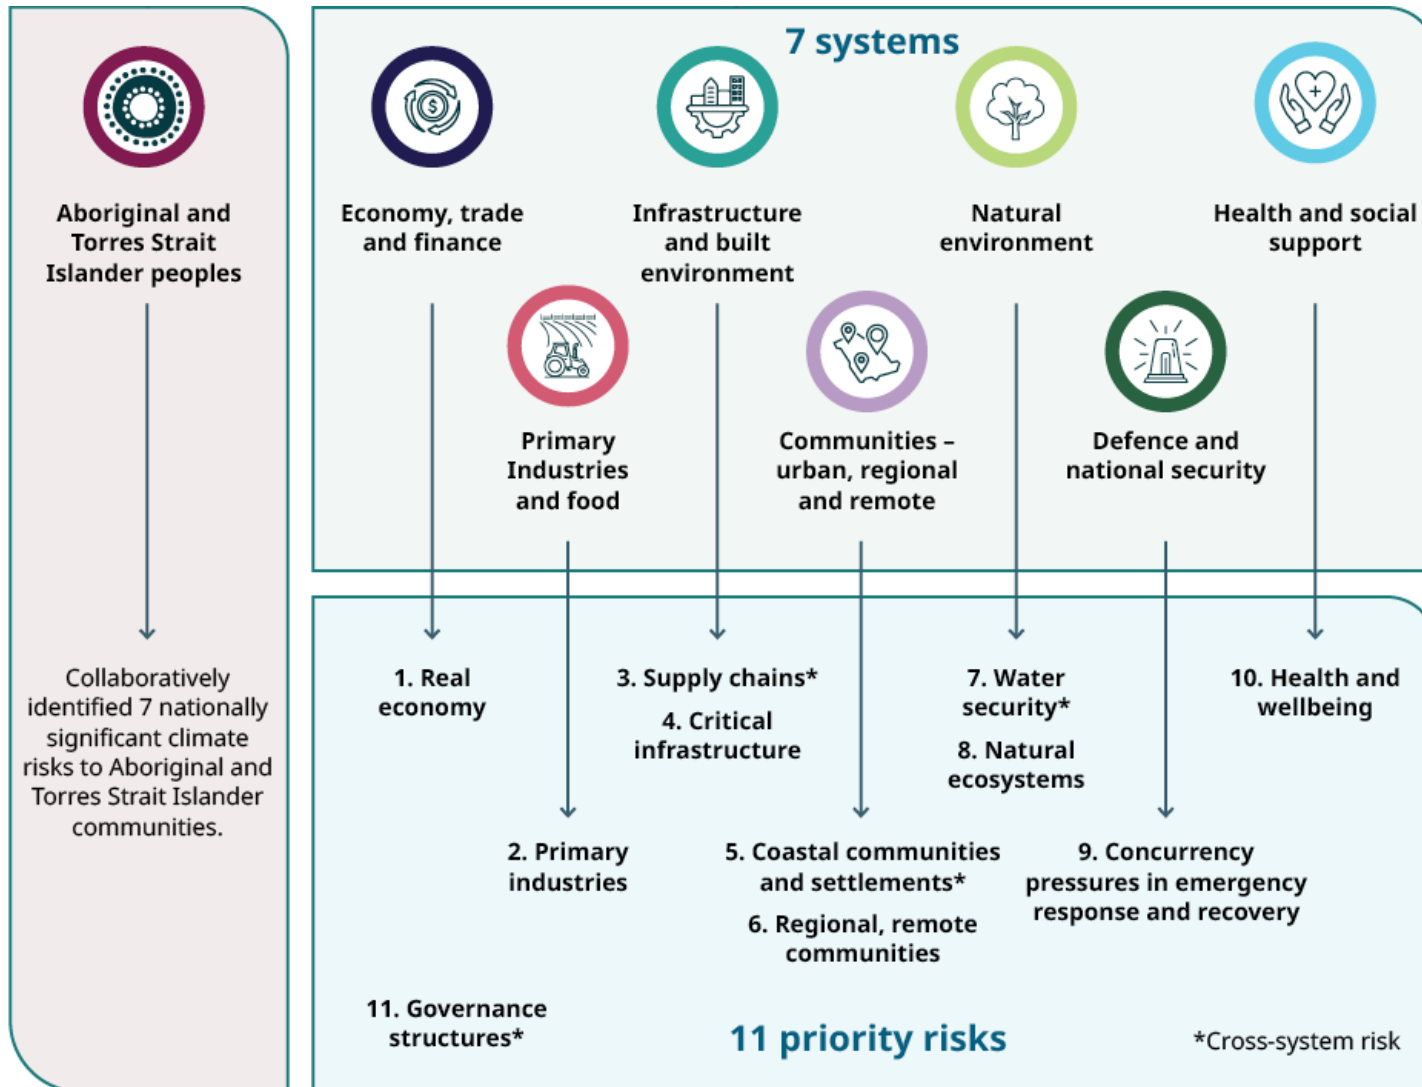 Aboriginal and
Torres Strait
Islander peoples
Collaboratively
identified 7 nationally
significant climate
risks to Aboriginal and
Torres Strait Islander
communities.
7 systems
Economy, trade
and finance
Infrastructure
and built
environment
Natural
environment
Health and social
support
Primary
Industries
and food
Communities –
urban, regional
and remote
Defence and
national security
1. Real
economy
3. Supply chains*
4. Critical
infrastructure
7. Water
security*
8. Natural
ecosystems
10. Health and
wellbeing
2. Primary
industries
5. Coastal communities
and settlements*
6. Regional, remote
communities
9. Concurrency
pressures in emergency
response and recovery
11. Governance
structures*
11 priority risks
*Cross-system risk